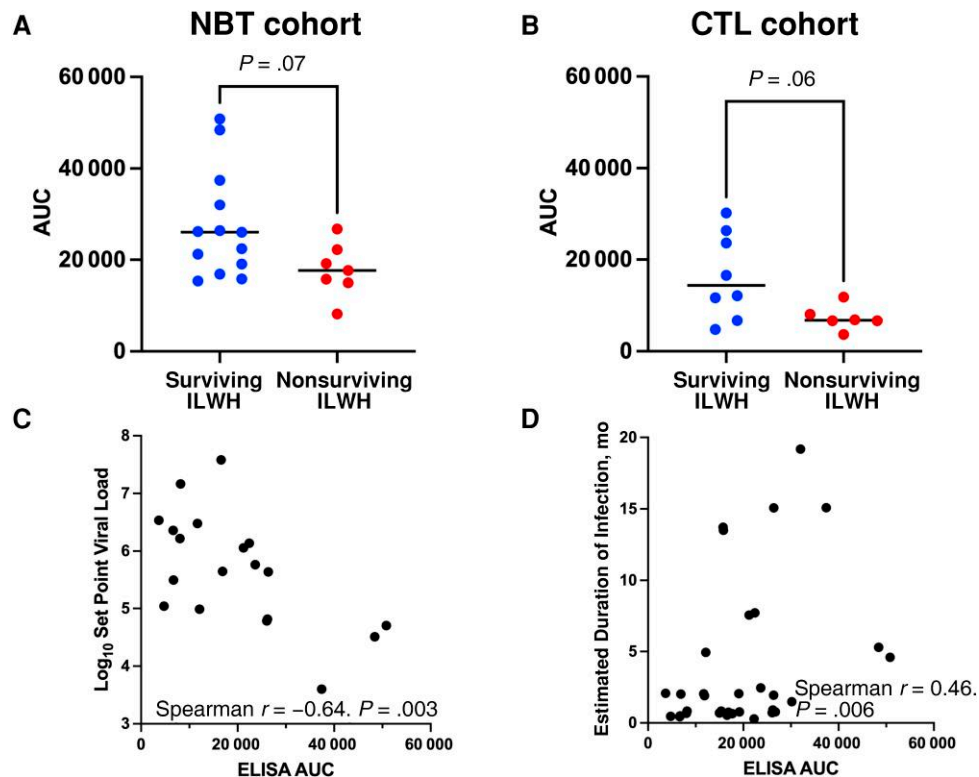 A
NBT cohort
P = .07
60 000
40 000
20 000
0
AUC
Surviving ILWH
Nonsurviving ILWH
B
CTL cohort
P = .06
60 000
40 000
20 000
0
AUC
Surviving ILWH
Nonsurviving ILWH
C
8
7
6
5
4
3
Log₁₀ Set Point Viral Load
Spearman r = −0.64. P = .003
0
20 000
40 000
60 000
ELISA AUC
D
20
15
10
5
0
Estimated Duration of Infection, mo
Spearman r = 0.46.
P = .006
0
20 000
40 000
60 000
ELISA AUC